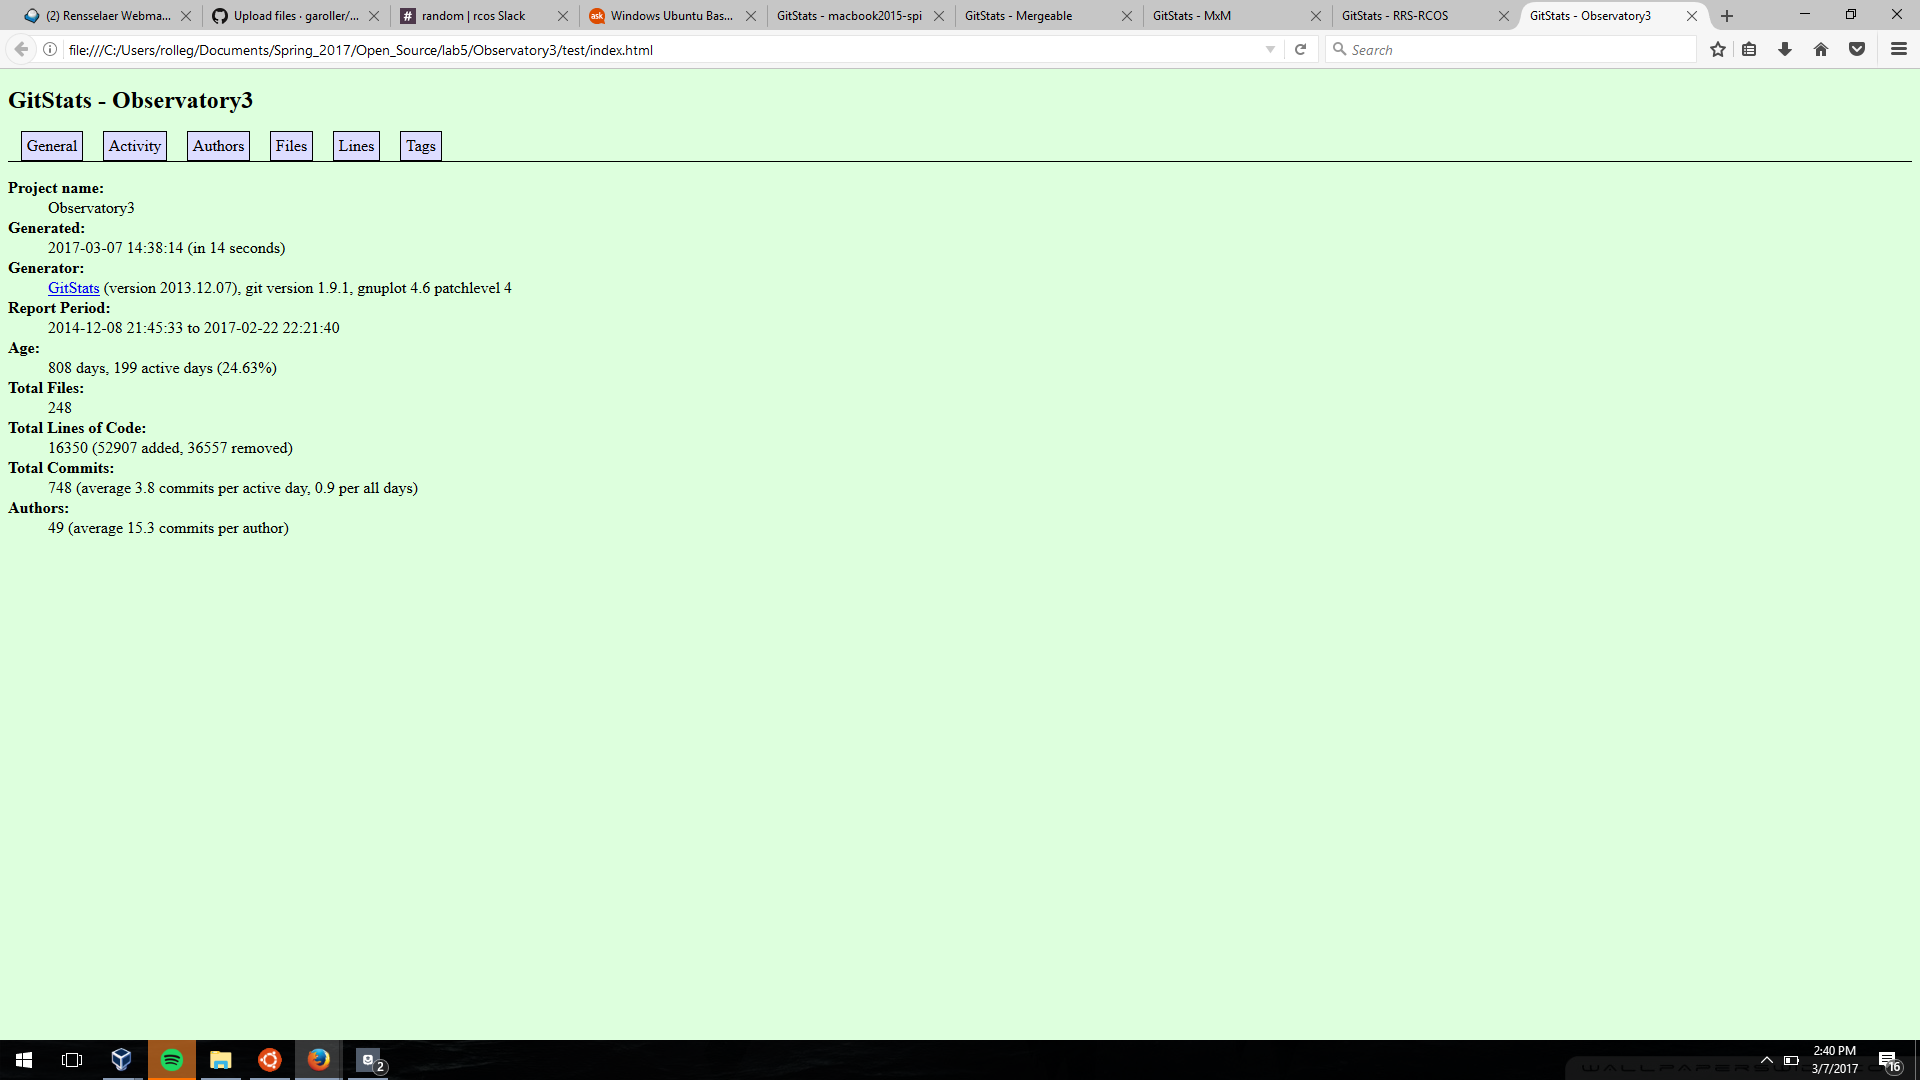 (2) Rensselaer Webma...
Upload files · garoller/...
random | rcos Slack
Windows Ubuntu Bas...
GitStats - macbook2015-spi
GitStats - Mergeable
GitStats - MxM
GitStats - RRS-RCOS
GitStats - Observatory3
file:///C:/Users/rolleg/Documents/Spring_2017/Open_Source/lab5/Observatory3/test/index.html
Search
GitStats - Observatory3
General
Activity
Authors
Files
Lines
Tags
Project name:
Observatory3
Generated:
2017-03-07 14:38:14 (in 14 seconds)
Generator:
GitStats (version 2013.12.07), git version 1.9.1, gnuplot 4.6 patchlevel 4
Report Period:
2014-12-08 21:45:33 to 2017-02-22 22:21:40
Age:
808 days, 199 active days (24.63%)
Total Files:
248
Total Lines of Code:
16350 (52907 added, 36557 removed)
Total Commits:
748 (average 3.8 commits per active day, 0.9 per all days)
Authors:
49 (average 15.3 commits per author)
2
2:40 PM
3/7/2017
16